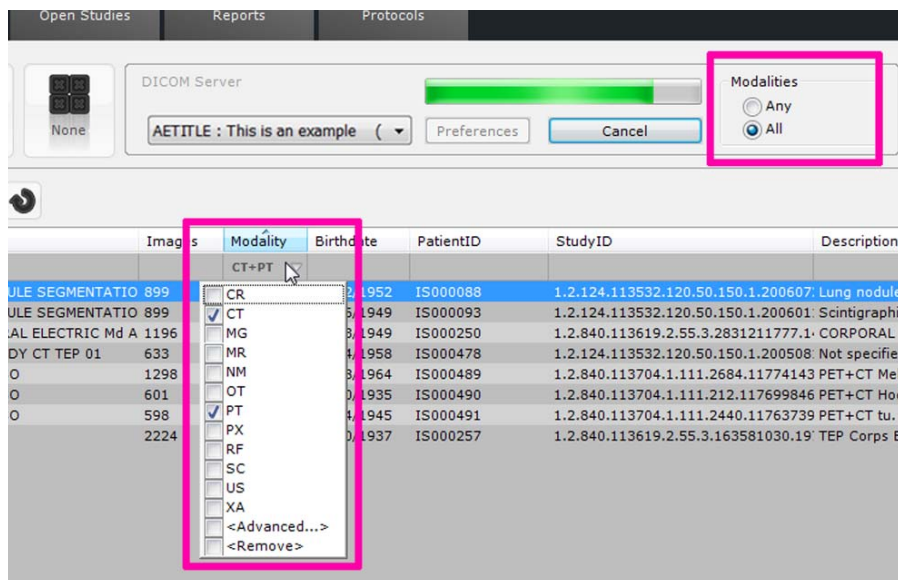 Open Studies Reports Protocols
DICOM Server
Modalities
Any
None
AETITLE : This is an example ( Preferences Cancel
All
Images Modality Birthdate PatientID StudyID Description
CT+PT
ULE SEGMENTATIO 899 2/1952 IS000088 1.2.124.113532.120.50.150.1.200607: Lung nodule
CR
ULE SEGMENTATIO 899 /1949 IS000093 1.2.124.113532.120.50.150.1.200601: Scintigraphi
CT
AL ELECTRIC Md A 1196 /1949 IS000250 1.2.840.113619.2.55.3.2831211777.1 CORPORAL
MG
DY CT TEP 01 633 /1958 IS000478 1.2.124.113532.120.50.150.1.200508: Not specifie
MR
O 1298 /1964 IS000489 1.2.840.113704.1.111.2684.11774143 PET+CT Me
NM
O 601 /1935 IS000490 1.2.840.113704.1.111.212.117699846 PET+CT Ho
OT
O 598 /1945 IS000491 1.2.840.113704.1.111.2440.11763739 PET+CT tu.
PT
2224 /1937 IS000257 1.2.840.113619.2.55.3.163581030.19 TEP Corps E
PX
RF
SC
US
XA
<Advanced...>
<Remove>